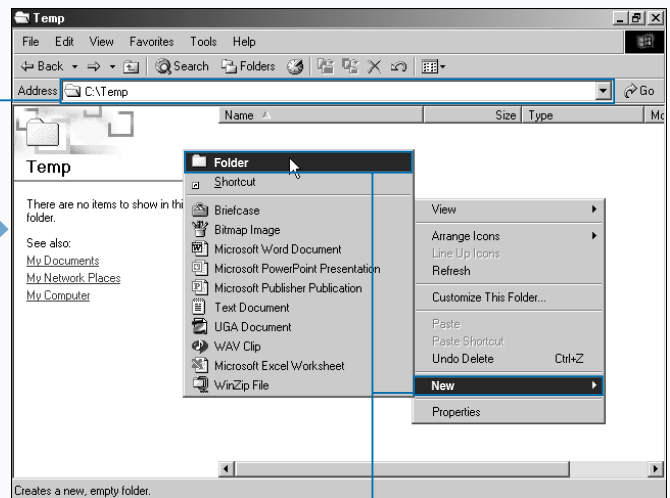 Temp
File Edit View Favorites Tools Help
Back Search Folders
Address C:\Temp Go
Name Size Type Mo
Temp
There are no items to show in thi
folder.
See also:
My Documents
My Network Places
My Computer
Folder
Shortcut
Briefcase
Bitmap Image
Microsoft Word Document
Microsoft PowerPoint Presentation
Microsoft Publisher Publication
Text Document
UGA Document
WAV Clip
Microsoft Excel Worksheet
WinZip File
View
Arrange Icons
Line Up Icons
Refresh
Customize This Folder...
Paste
Paste Shortcut
Undo Delete Ctrl+Z
New
Properties
Creates a new, empty folder.